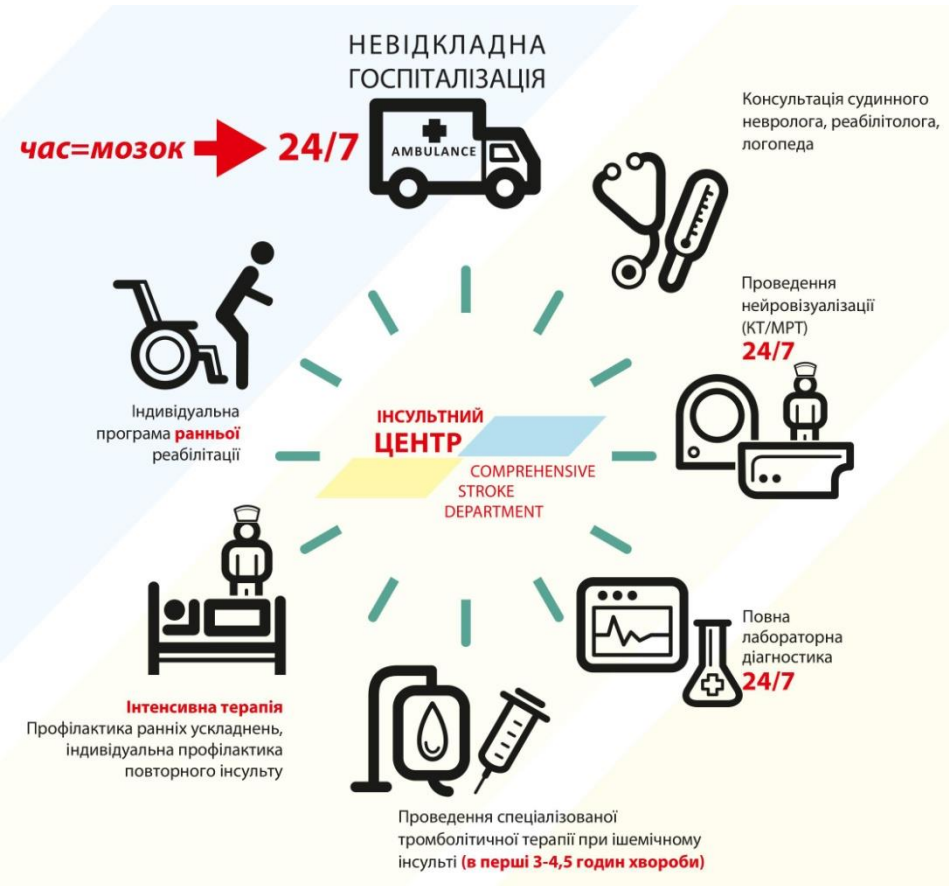 НЕВІДКЛАДНА
ГОСПІТАЛІЗАЦІЯ
час=мозок
24/7
AMBULANCE
Консультація судинного
невролога, реабілітолога,
логопеда
Проведення
нейровізуалізації
(КТ/МРТ)
24/7
Індивідуальна
програма ранньої
реабілітації
ІНСУЛЬТНИЙ
ЦЕНТР
COMPREHENSIVE
STROKE
DEPARTMENT
Повна
лабораторна
діагностика
24/7
Інтенсивна терапія
Профілактика ранніх ускладнень,
індивідуальна профілактика
повторного інсульту
Проведення спеціалізованої
тромболітичної терапії при ішемічному
інсульті (в перші 3-4,5 годин хвороби)